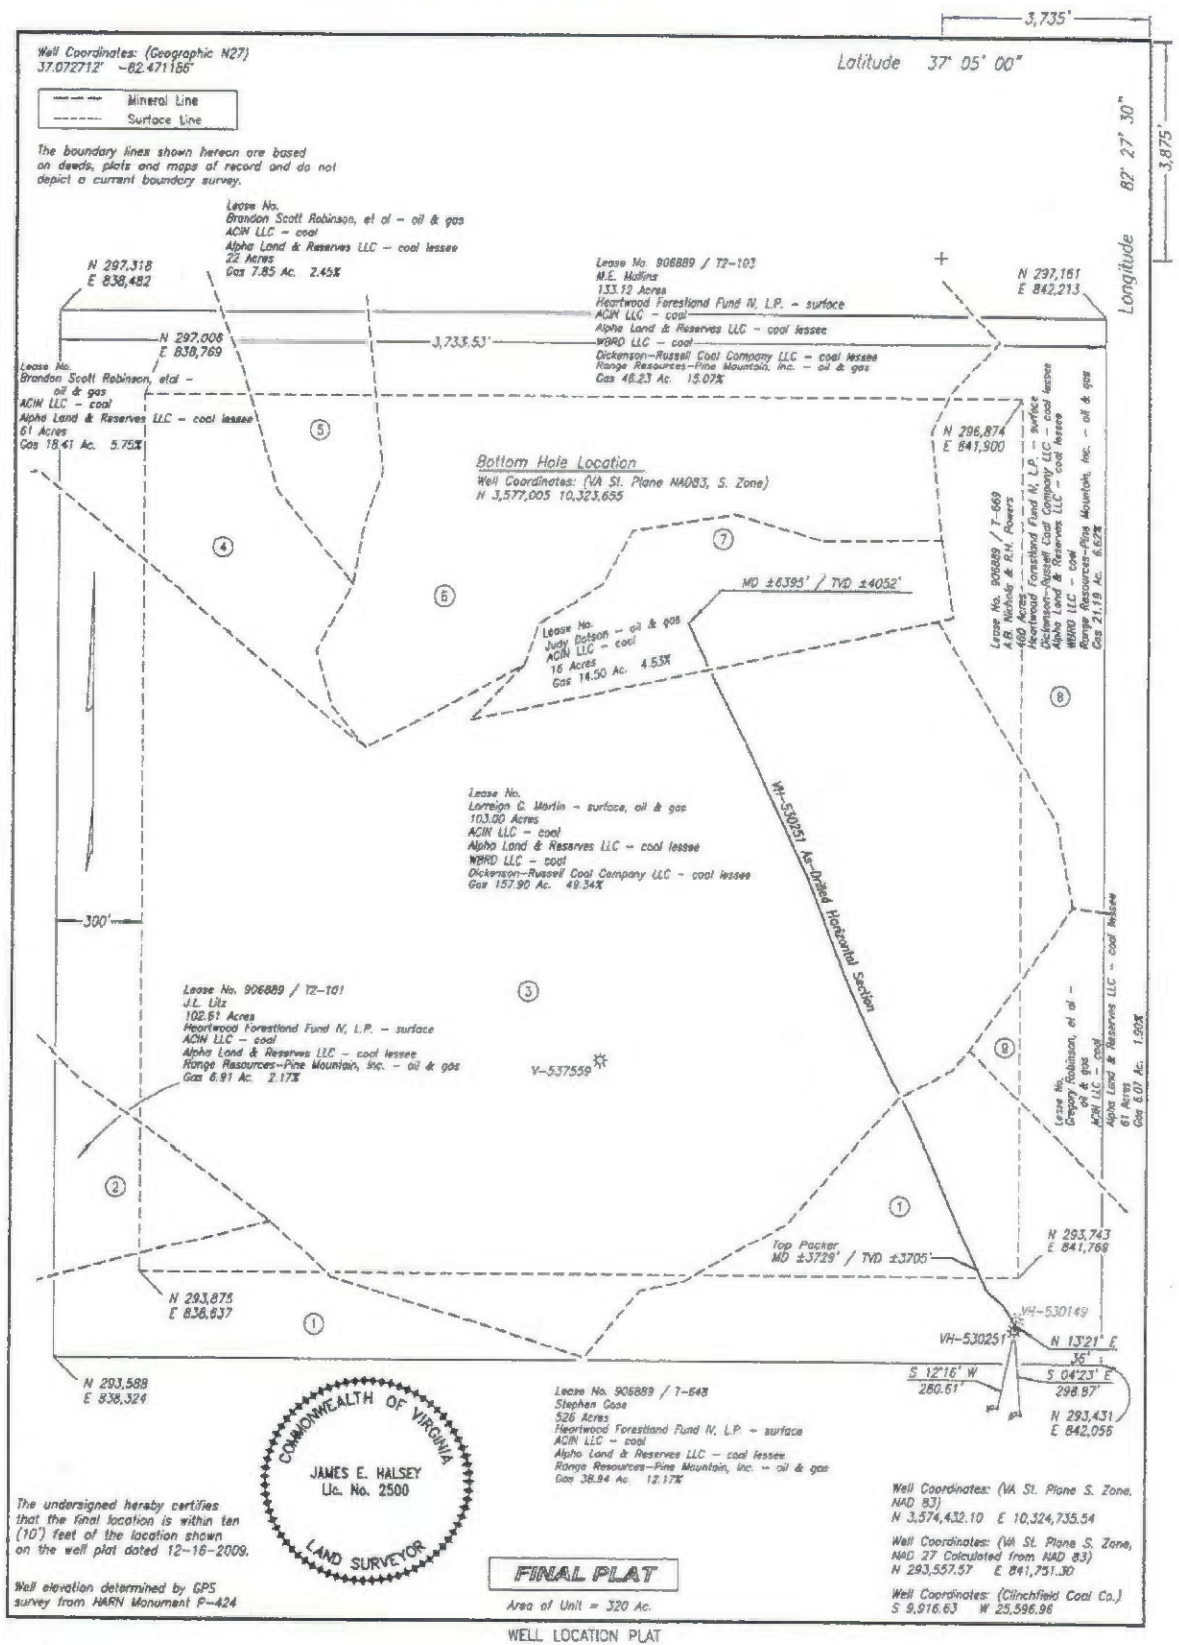 3,735'
Well Coordinates: (Geographic N27)
37.072712° -82.471186°
Latitude 37° 05' 00"
Mineral Line
Surface Line
Longitude 82° 27' 30"
3,875'
The boundary lines shown hereon are based
on deeds, plats and maps of record and do not
depict a current boundary survey.
Lease No.
Brandon Scott Robinson, et al - oil & gas
ACIN LLC - coal
Alpha Land & Reserves LLC - coal lessee
22 Acres
Gas 7.85 Ac. 2.45%
N 297,318
E 838,482
Lease No. 906889 / T2-103
M.E. Mullins
133.12 Acres
Heartwood Forestland Fund IV, L.P. - surface
ACIN LLC - coal
Alpha Land & Reserves LLC - coal lessee
WBRD LLC - coal
Dickenson-Russell Coal Company LLC - coal lessee
Range Resources-Pine Mountain, Inc. - oil & gas
Gas 48.23 Ac. 15.07%
N 297,161
E 842,213
N 297,006
E 838,769
3,733.53'
Lease No.
Brandon Scott Robinson, etal -
oil & gas
ACIN LLC - coal
Alpha Land & Reserves LLC - coal lessee
61 Acres
Gas 18.41 Ac. 5.75%
5
N 296,874
E 841,900
Bottom Hole Location
Well Coordinates: (VA St. Plane NAD83, S. Zone)
N 3,577,005 10,323,655
Lease No. 906889 / T-669
A.B. Nichols & R.H. Powers
460 Acres
Heartwood Forestland Fund IV, L.P. - surface
Dickenson-Russell Coal Company LLC - coal lessee
Alpha Land & Reserves LLC - coal lessee
WBRD LLC - coal
Range Resources-Pine Mountain, Inc. - oil & gas
Gas 21.19 Ac. 6.62%
4
7
6
MD ±6395' / TVD ±4052'
Lease No.
Judy Dotson - oil & gas
ACIN LLC - coal
16 Acres
Gas 14.50 Ac. 4.53%
8
Lease No.
Lorreign G. Martin - surface, oil & gas
103.00 Acres
ACIN LLC - coal
Alpha Land & Reserves LLC - coal lessee
WBRD LLC - coal
Dickenson-Russell Coal Company LLC - coal lessee
Gas 157.90 Ac. 49.34%
VH-530251 As-Drilled Horizontal Section
300'
Lease No. 906889 / T2-101
J.L. Litz
102.61 Acres
Heartwood Forestland Fund IV, L.P. - surface
ACIN LLC - coal
Alpha Land & Reserves LLC - coal lessee
Range Resources-Pine Mountain, Inc. - oil & gas
Gas 6.91 Ac. 2.17%
3
V-537559
9
Lease No.
Gregory Robinson, et al -
oil & gas
ACIN LLC - coal
Alpha Land & Reserves LLC - coal lessee
61 Acres
Gas 6.07 Ac. 1.90%
2
1
Top Packer
MD ±3729' / TVD ±3705'
N 293,743
E 841,769
N 293,875
E 838,637
1
VH-530149
VH-530251
N 13°21' E
36'
S 12°16' W
280.61'
S 04°23' E
298.87'
N 293,588
E 838,324
N 293,431
E 842,056
COMMONWEALTH OF VIRGINIA
JAMES E. HALSEY
Lic. No. 2500
LAND SURVEYOR
Lease No. 906889 / T-648
Stephen Gose
526 Acres
Heartwood Forestland Fund IV, L.P. - surface
ACIN LLC - coal
Alpha Land & Reserves LLC - coal lessee
Range Resources-Pine Mountain, Inc. - oil & gas
Gas 38.94 Ac. 12.17%
The undersigned hereby certifies
that the final location is within ten
(10') feet of the location shown
on the well plat dated 12-16-2009.
Well elevation determined by GPS
survey from HARN Monument P-424
FINAL PLAT
Area of Unit = 320 Ac.
Well Coordinates: (VA St. Plane S. Zone,
NAD 83)
N 3,574,432.10 E 10,324,735.54
Well Coordinates: (VA St. Plane S. Zone,
NAD 27 Calculated from NAD 83)
N 293,557.57 E 841,751.30
Well Coordinates: (Clinchfield Coal Co.)
S 9,916.63 W 25,596.96
WELL LOCATION PLAT